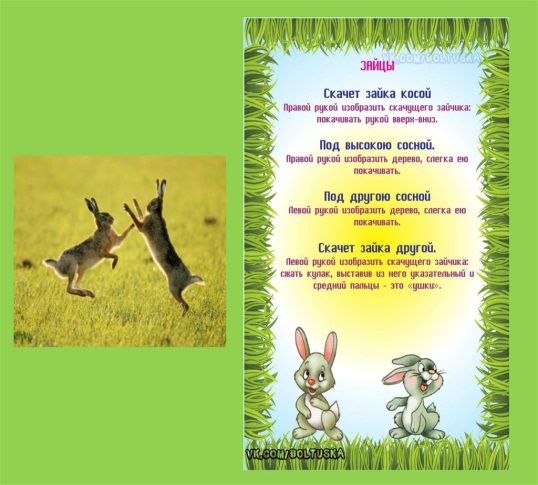 VK.COM/BOLTUSKA
ЗАЙЦЫ
Скачет зайка косой
Правой рукой изобразить скачущего зайчика:
покачивать рукой вверх-вниз.
Под высокою сосной.
Правой рукой изобразить дерево, слегка ею
покачивать.
Под другою сосной
Левой рукой изобразить дерево, слегка ею
покачивать.
Скачет зайка другой.
Левой рукой изобразить скачущего зайчика:
сжать кулак, выставив из него указательный и
средний пальцы - это «ушки».
VK.COM/BOLTUSKA